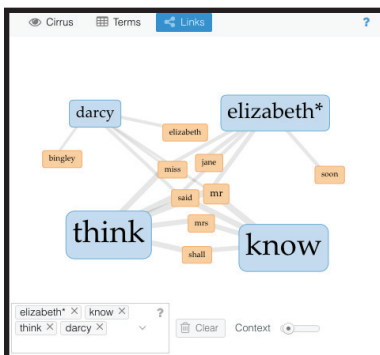 Cirrus Terms Links ?
darcy elizabeth*
elizabeth
bingley jane
miss soon
said mr
think mrs know
shall
elizabeth* × know × ?
think × darcy × Clear Context